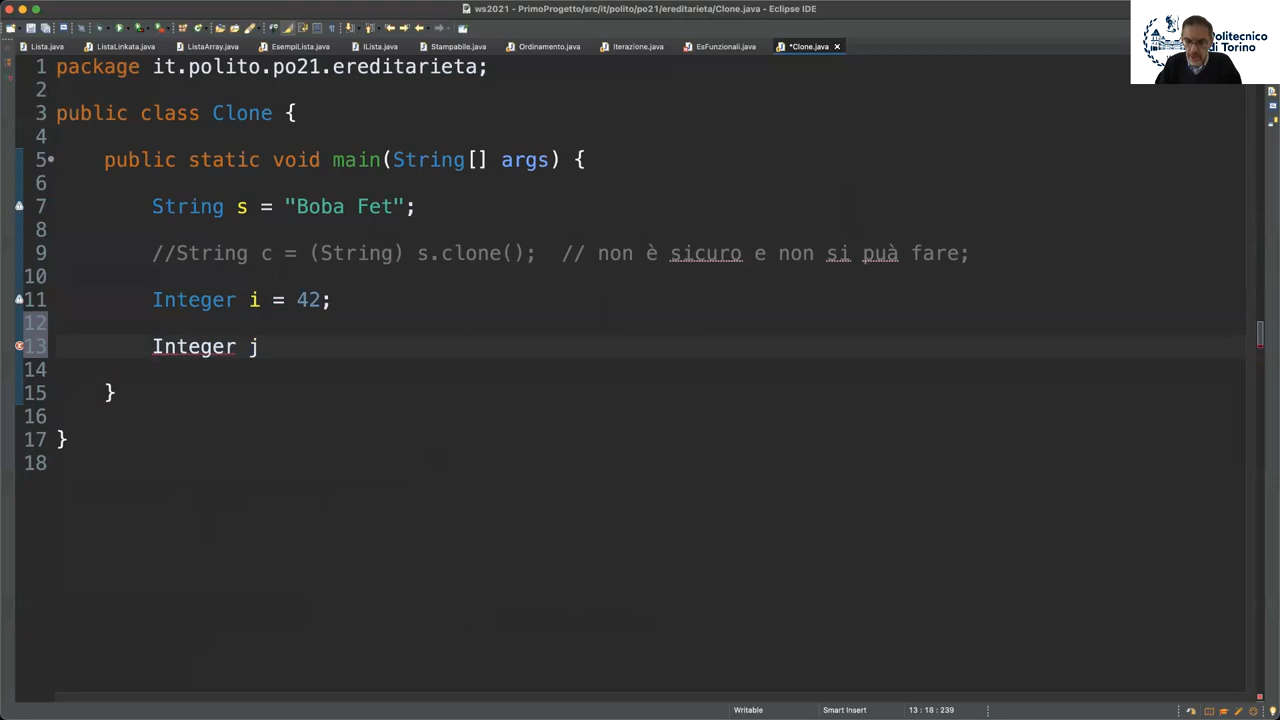 ws2021 - PrimoProgetto/src/it/polito/po21/ereditarieta/Clone.java - Eclipse IDE
Lista.java
ListaLinkata.java
ListaArray.java
EsempiLista.java
ILista.java
Stampabile.java
Ordinamento.java
Iterazione.java
EsFunzionali.java
*Clone.java
Politecnico
di Torino
1 package it.polito.po21.ereditarieta;
2
3 public class Clone {
4
5 public static void main(String[] args) {
6
7 String s = "Boba Fet";
8
9 //String c = (String) s.clone(); // non è sicuro e non si puà fare;
10
11 Integer i = 42;
12
13 Integer j
14
15 }
16
17 }
18
Writable
Smart Insert
13 : 18 : 239